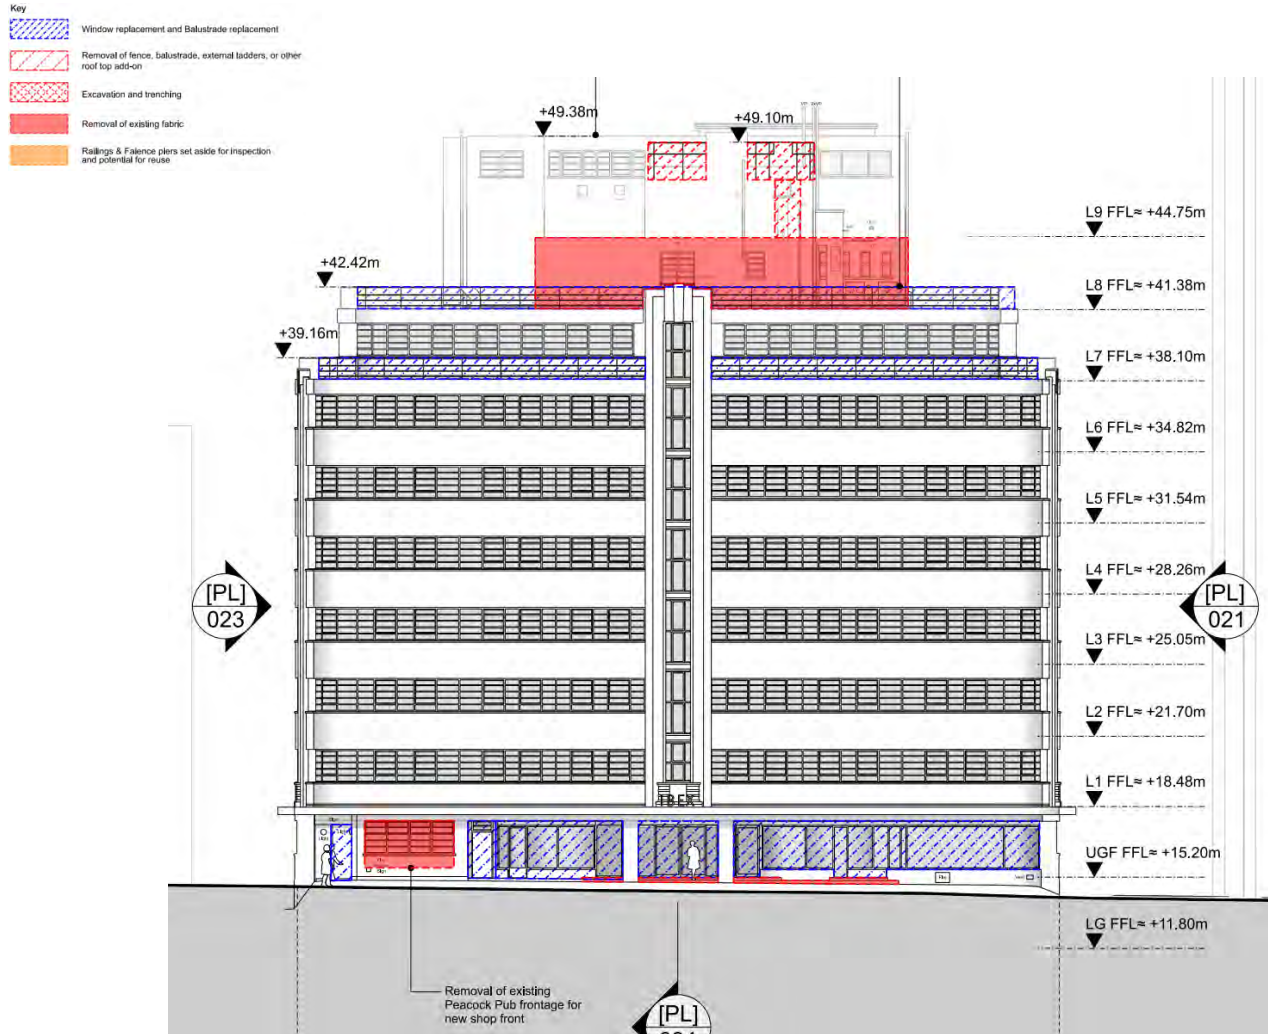 Key
Window replacement and Balustrade replacement
Removal of fence, balustrade, external ladders, or other
roof top add-on
Excavation and trenching
Removal of existing fabric
Railings & Faience piers set aside for inspection
and potential for reuse
+49.38m
+49.10m
L9 FFL≈ +44.75m
+42.42m
L8 FFL≈ +41.38m
+39.16m
L7 FFL≈ +38.10m
L6 FFL≈ +34.82m
L5 FFL≈ +31.54m
L4 FFL≈ +28.26m
[PL]
023
[PL]
021
L3 FFL≈ +25.05m
L2 FFL≈ +21.70m
L1 FFL≈ +18.48m
IBEX
UGF FFL≈ +15.20m
LG FFL≈ +11.80m
Removal of existing
Peacock Pub frontage for
new shop front
[PL]